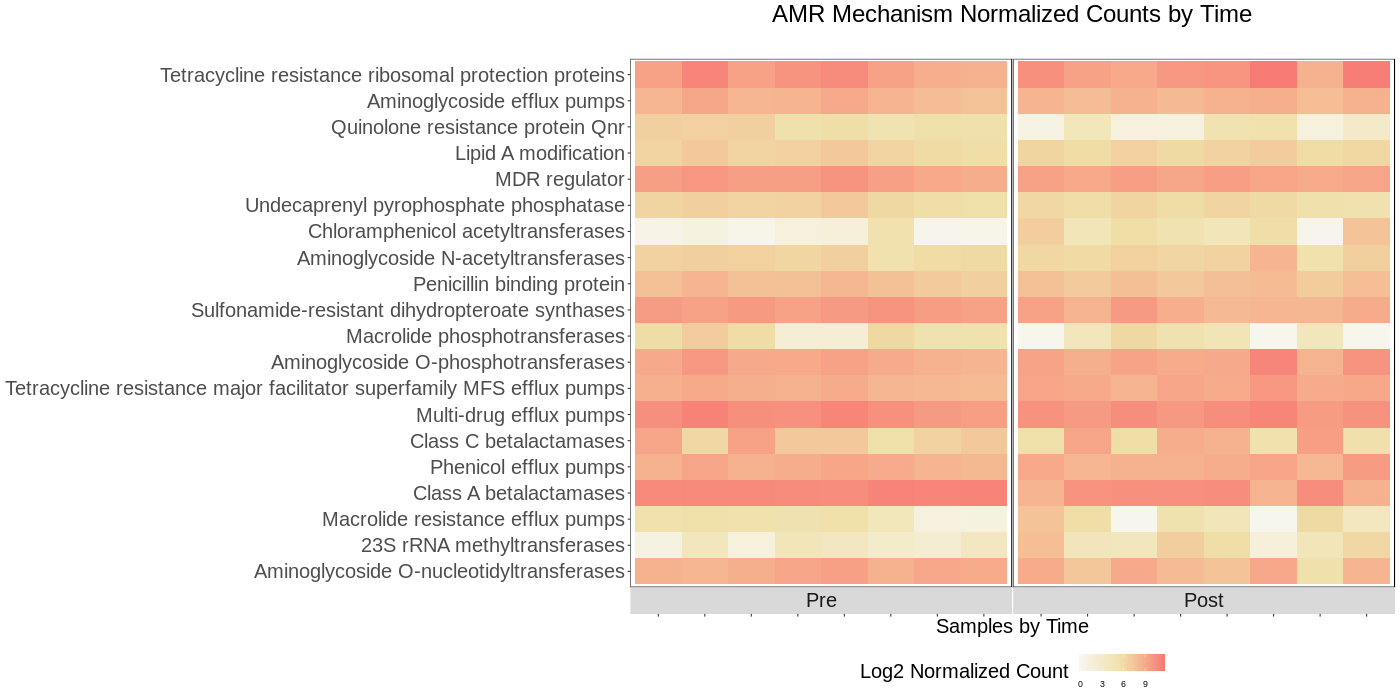 AMR Mechanism Normalized Counts by Time
Tetracycline resistance ribosomal protection proteins
Aminoglycoside efflux pumps
Quinolone resistance protein Qnr
Lipid A modification
MDR regulator
Undecaprenyl pyrophosphate phosphatase
Chloramphenicol acetyltransferases
Aminoglycoside N-acetyltransferases
Penicillin binding protein
Sulfonamide-resistant dihydropteroate synthases
Macrolide phosphotransferases
Aminoglycoside O-phosphotransferases
Tetracycline resistance major facilitator superfamily MFS efflux pumps
Multi-drug efflux pumps
Class C betalactamases
Phenicol efflux pumps
Class A betalactamases
Macrolide resistance efflux pumps
23S rRNA methyltransferases
Aminoglycoside O-nucleotidyltransferases
Pre Post
Samples by Time
Log2 Normalized Count
0 3 6 9